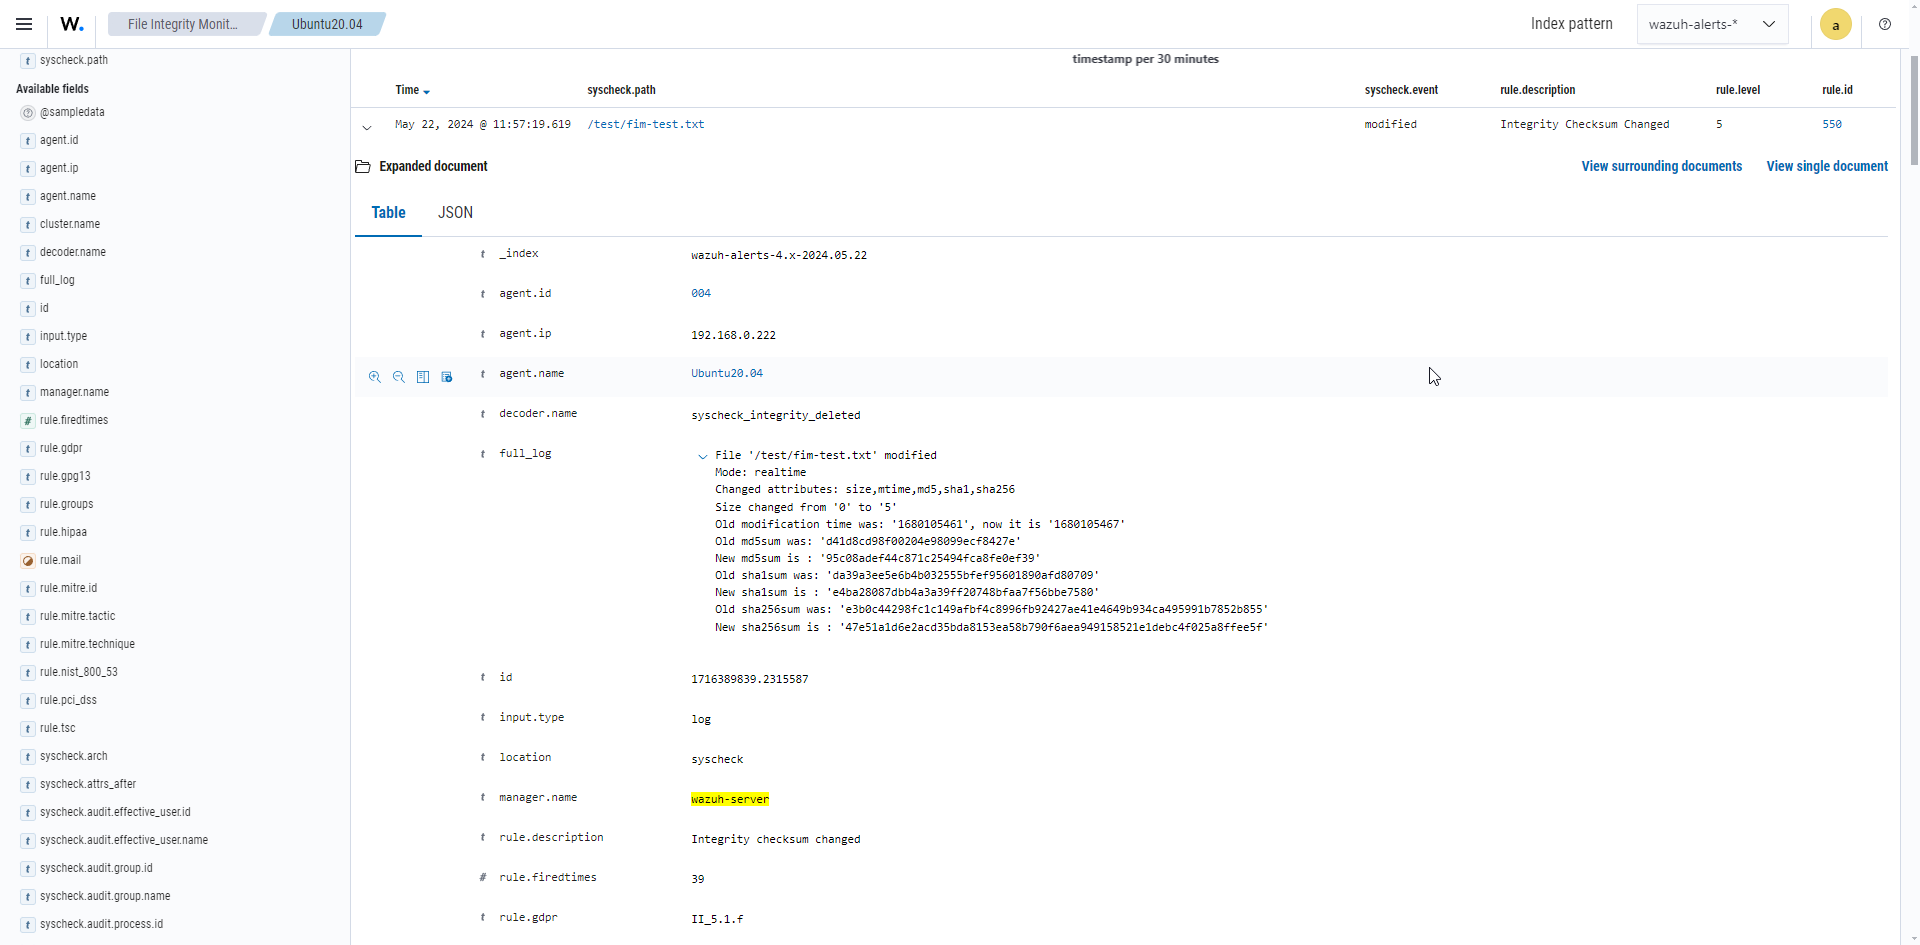 W.
File Integrity Monit...
Ubuntu20.04
Index pattern
wazuh-alerts-*
a
syscheck.path
Available fields
@sampledata
agent.id
agent.ip
agent.name
cluster.name
decoder.name
full_log
id
input.type
location
manager.name
rule.firedtimes
rule.gdpr
rule.gpg13
rule.groups
rule.hipaa
rule.mail
rule.mitre.id
rule.mitre.tactic
rule.mitre.technique
rule.nist_800_53
rule.pci_dss
rule.tsc
syscheck.arch
syscheck.attrs_after
syscheck.audit.effective_user.id
syscheck.audit.effective_user.name
syscheck.audit.group.id
syscheck.audit.group.name
syscheck.audit.process.id
timestamp per 30 minutes
Time syscheck.path syscheck.event rule.description rule.level rule.id
May 22, 2024 @ 11:57:19.619 /test/fim-test.txt modified Integrity Checksum Changed 5 550
Expanded document View surrounding documents View single document
Table JSON
t _index wazuh-alerts-4.x-2024.05.22
t agent.id 004
t agent.ip 192.168.0.222
t agent.name Ubuntu20.04
t decoder.name syscheck_integrity_deleted
t full_log File '/test/fim-test.txt' modified
Mode: realtime
Changed attributes: size,mtime,md5,sha1,sha256
Size changed from '0' to '5'
Old modification time was: '1680105461', now it is '1680105467'
Old md5sum was: 'd41d8cd98f00204e98099ecf8427e'
New md5sum is : '95c08adef44c871c25494fca8fe0ef39'
Old sha1sum was: 'da39a3ee5e6b4b032555bfef95601890afd80709'
New sha1sum is : 'e4ba28087dbb4a3a39ff20748bfaa7f56bbe7580'
Old sha256sum was: 'e3b0c44298fc1c149afbf4c8996fb92427ae41e4649b934ca495991b7852b855'
New sha256sum is : '47e51a1d6e2acd35bda8153ea58b790f6aea949158521e1debc4f025a8ffee5f'
t id 1716389839.2315587
t input.type log
t location syscheck
t manager.name wazuh-server
t rule.description Integrity checksum changed
# rule.firedtimes 39
t rule.gdpr II_5.1.f